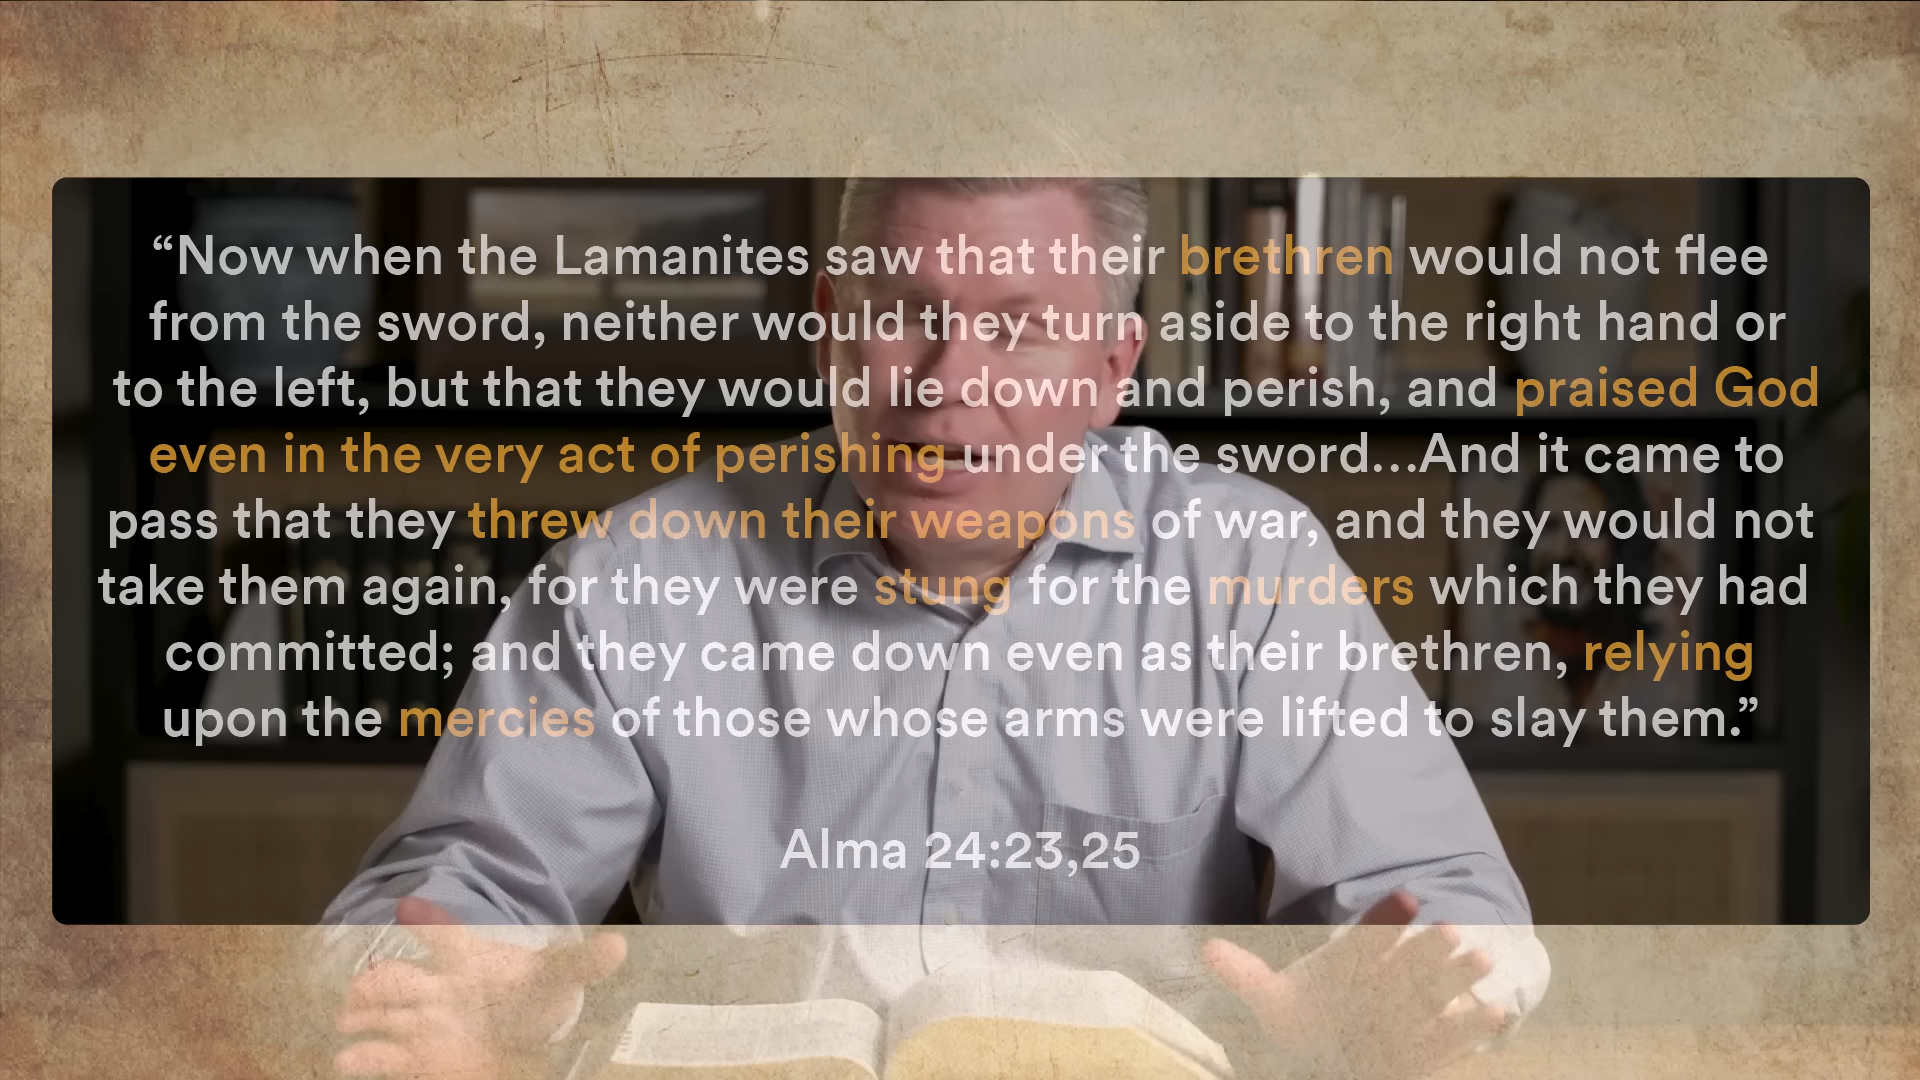 “Now when the Lamanites saw that their brethren would not flee
from the sword, neither would they turn aside to the right hand or
to the left, but that they would lie down and perish, and praised God
even in the very act of perishing under the sword...And it came to
pass that they threw down their weapons of war, and they would not
take them again, for they were stung for the murders which they had
committed; and they came down even as their brethren, relying
upon the mercies of those whose arms were lifted to slay them.”
Alma 24:23,25